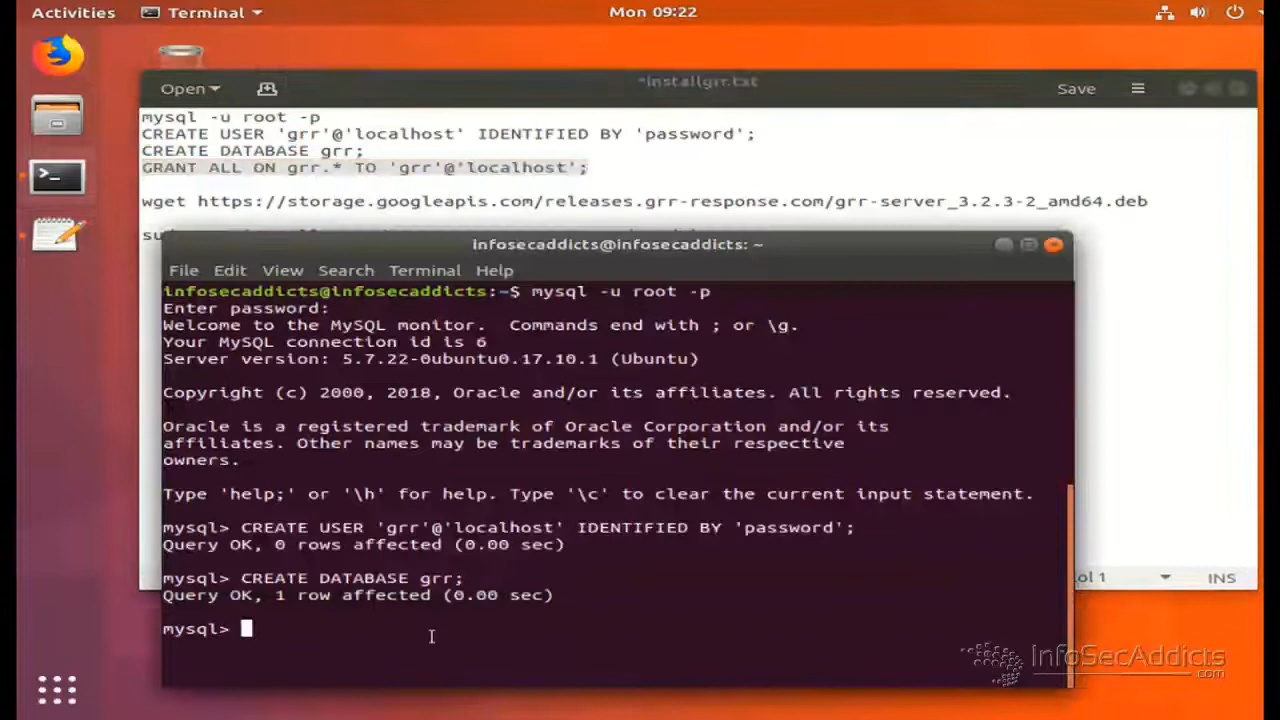 Activities
Terminal
Mon 09:22
Open
*installgrr.txt
Save
mysql -u root -p
CREATE USER 'grr'@'localhost' IDENTIFIED BY 'password';
CREATE DATABASE grr;
GRANT ALL ON grr.* TO 'grr'@'localhost';
wget https://storage.googleapis.com/releases.grr-response.com/grr-server_3.2.3-2_amd64.deb
infosecaddicts@infosecaddicts: ~
File Edit View Search Terminal Help
infosecaddicts@infosecaddicts:~$ mysql -u root -p
Enter password:
Welcome to the MySQL monitor.  Commands end with ; or \g.
Your MySQL connection id is 6
Server version: 5.7.22-0ubuntu0.17.10.1 (Ubuntu)
Copyright (c) 2000, 2018, Oracle and/or its affiliates. All rights reserved.
Oracle is a registered trademark of Oracle Corporation and/or its
affiliates. Other names may be trademarks of their respective
owners.
Type 'help;' or '\h' for help. Type '\c' to clear the current input statement.
mysql> CREATE USER 'grr'@'localhost' IDENTIFIED BY 'password';
Query OK, 0 rows affected (0.00 sec)
mysql> CREATE DATABASE grr;
Query OK, 1 row affected (0.00 sec)
mysql>
ol 1
INS
InfoSecAddicts
.com